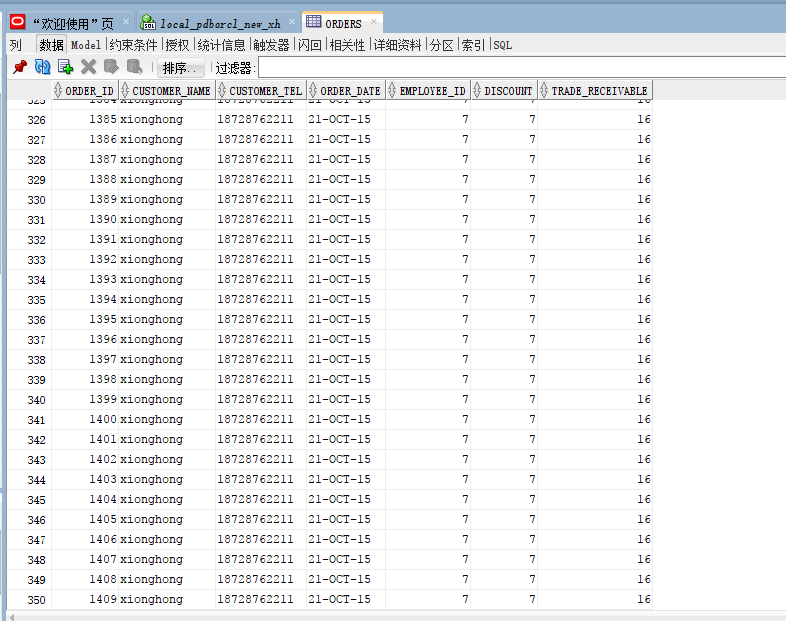 “欢迎使用”页 local_pdborcl_new_xh ORDERS
列 数据 Model 约束条件 授权 统计信息 触发器 闪回 相关性 详细资料 分区 索引 SQL
排序.. 过滤器:
ORDER_ID CUSTOMER_NAME CUSTOMER_TEL ORDER_DATE EMPLOYEE_ID DISCOUNT TRADE_RECEIVABLE
325 1384 xionghong 18728762211 21-OCT-15 7 7 16
326 1385 xionghong 18728762211 21-OCT-15 7 7 16
327 1386 xionghong 18728762211 21-OCT-15 7 7 16
328 1387 xionghong 18728762211 21-OCT-15 7 7 16
329 1388 xionghong 18728762211 21-OCT-15 7 7 16
330 1389 xionghong 18728762211 21-OCT-15 7 7 16
331 1390 xionghong 18728762211 21-OCT-15 7 7 16
332 1391 xionghong 18728762211 21-OCT-15 7 7 16
333 1392 xionghong 18728762211 21-OCT-15 7 7 16
334 1393 xionghong 18728762211 21-OCT-15 7 7 16
335 1394 xionghong 18728762211 21-OCT-15 7 7 16
336 1395 xionghong 18728762211 21-OCT-15 7 7 16
337 1396 xionghong 18728762211 21-OCT-15 7 7 16
338 1397 xionghong 18728762211 21-OCT-15 7 7 16
339 1398 xionghong 18728762211 21-OCT-15 7 7 16
340 1399 xionghong 18728762211 21-OCT-15 7 7 16
341 1400 xionghong 18728762211 21-OCT-15 7 7 16
342 1401 xionghong 18728762211 21-OCT-15 7 7 16
343 1402 xionghong 18728762211 21-OCT-15 7 7 16
344 1403 xionghong 18728762211 21-OCT-15 7 7 16
345 1404 xionghong 18728762211 21-OCT-15 7 7 16
346 1405 xionghong 18728762211 21-OCT-15 7 7 16
347 1406 xionghong 18728762211 21-OCT-15 7 7 16
348 1407 xionghong 18728762211 21-OCT-15 7 7 16
349 1408 xionghong 18728762211 21-OCT-15 7 7 16
350 1409 xionghong 18728762211 21-OCT-15 7 7 16